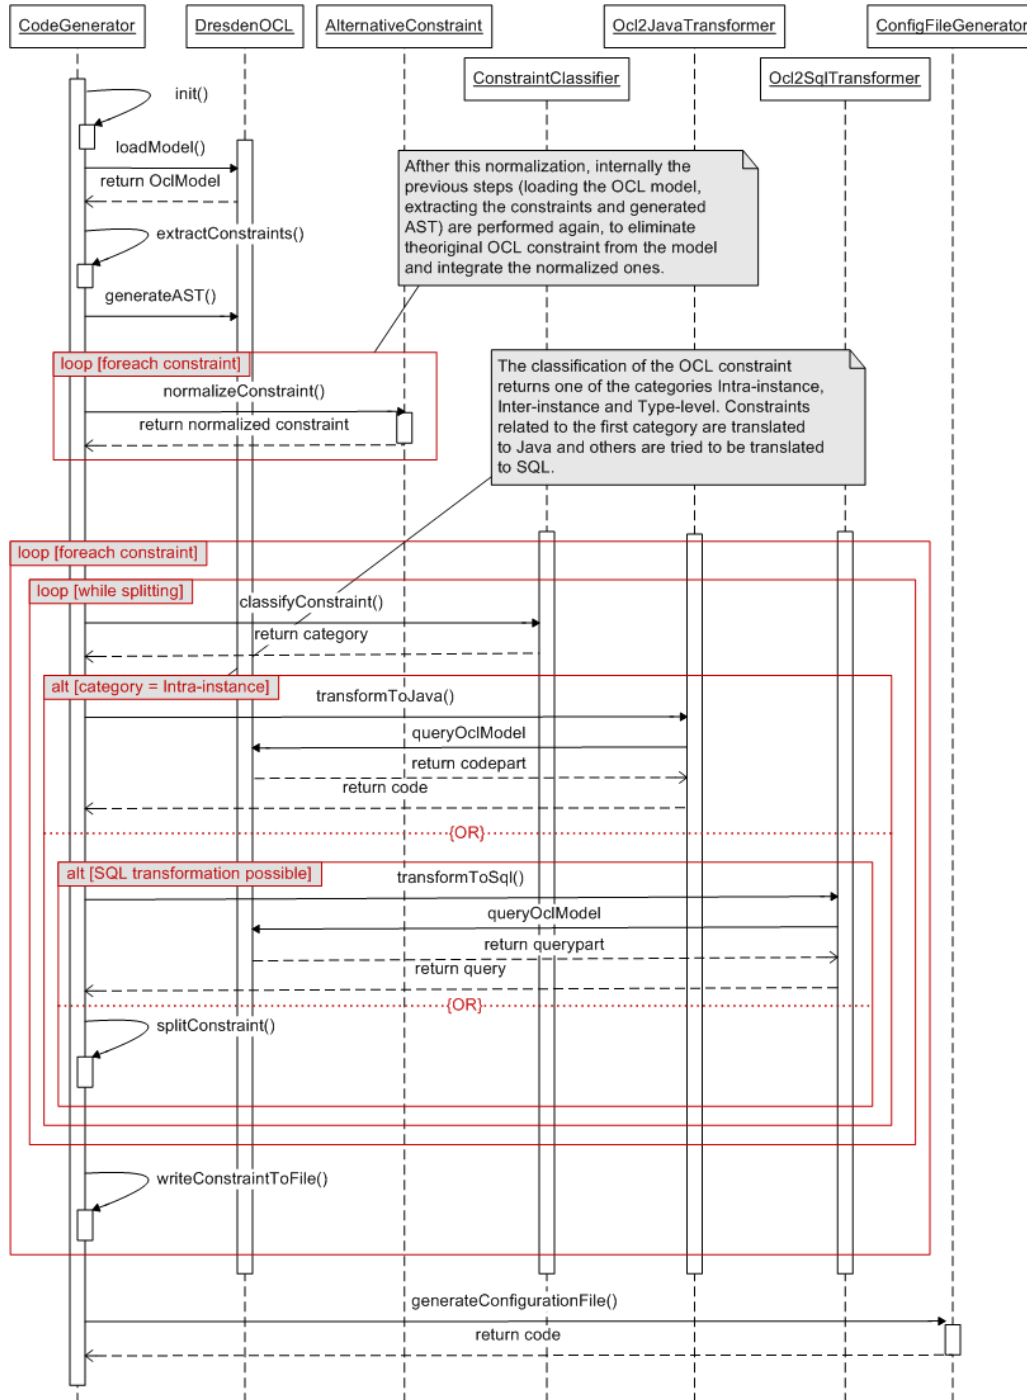 CodeGenerator
DresdenOCL
AlternativeConstraint
Ocl2JavaTransformer
ConfigFileGenerator
ConstraintClassifier
Ocl2SqlTransformer
init()
loadModel()
return OclModel
extractConstraints()
generateAST()
Afther this normalization, internally the
previous steps (loading the OCL model,
extracting the constraints and generated
AST) are performed again, to eliminate
theoriginal OCL constraint from the model
and integrate the normalized ones.
loop [foreach constraint]
normalizeConstraint()
return normalized constraint
The classification of the OCL constraint
returns one of the categories Intra-instance,
Inter-instance and Type-level. Constraints
related to the first category are translated
to Java and others are tried to be translated
to SQL.
loop [foreach constraint]
loop [while splitting]
classifyConstraint()
return category
alt [category = Intra-instance]
transformToJava()
queryOclModel
return codepart
return code
{OR}
alt [SQL transformation possible]
transformToSql()
queryOclModel
return querypart
return query
{OR}
splitConstraint()
writeConstraintToFile()
generateConfigurationFile()
return code